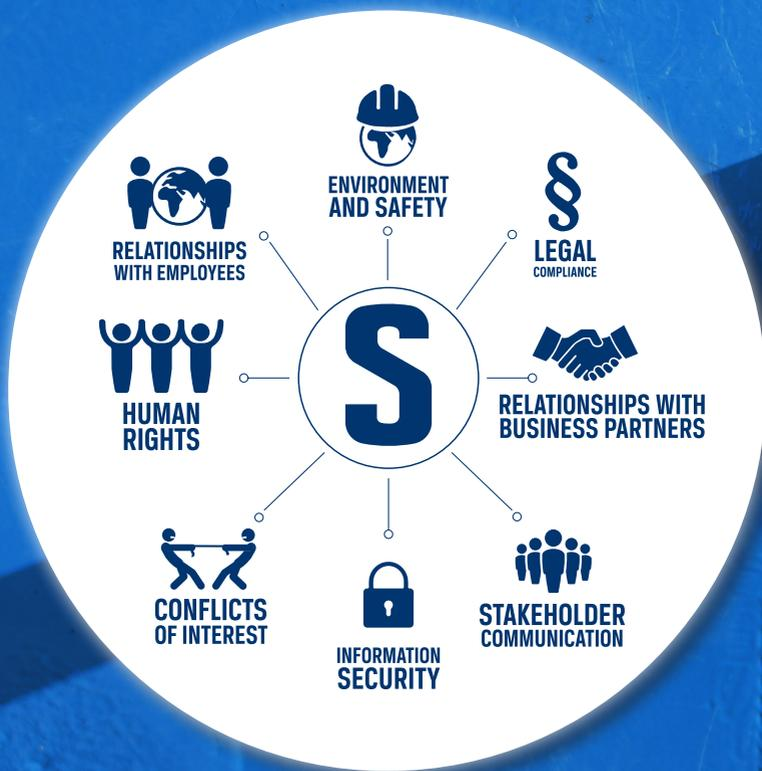 ENVIRONMENT
AND SAFETY
RELATIONSHIPS
WITH EMPLOYEES
§
LEGAL
COMPLIANCE
S
HUMAN
RIGHTS
RELATIONSHIPS WITH
BUSINESS PARTNERS
CONFLICTS
OF INTEREST
INFORMATION
SECURITY
STAKEHOLDER
COMMUNICATION